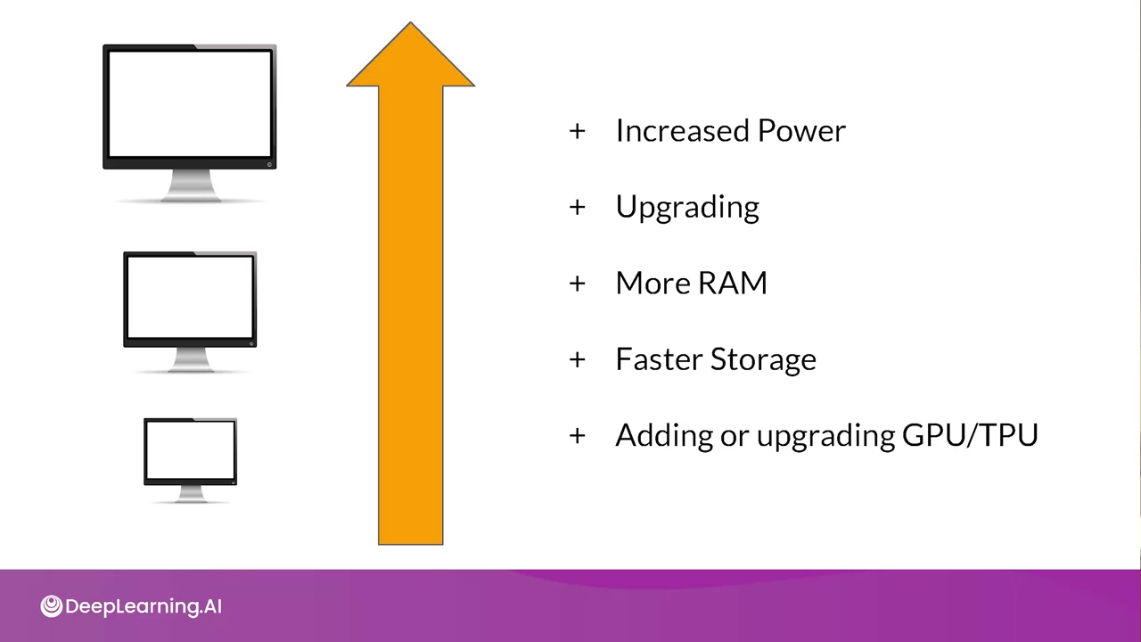 + Increased Power
+ Upgrading
+ More RAM
+ Faster Storage
+ Adding or upgrading GPU/TPU
DeepLearning.AI